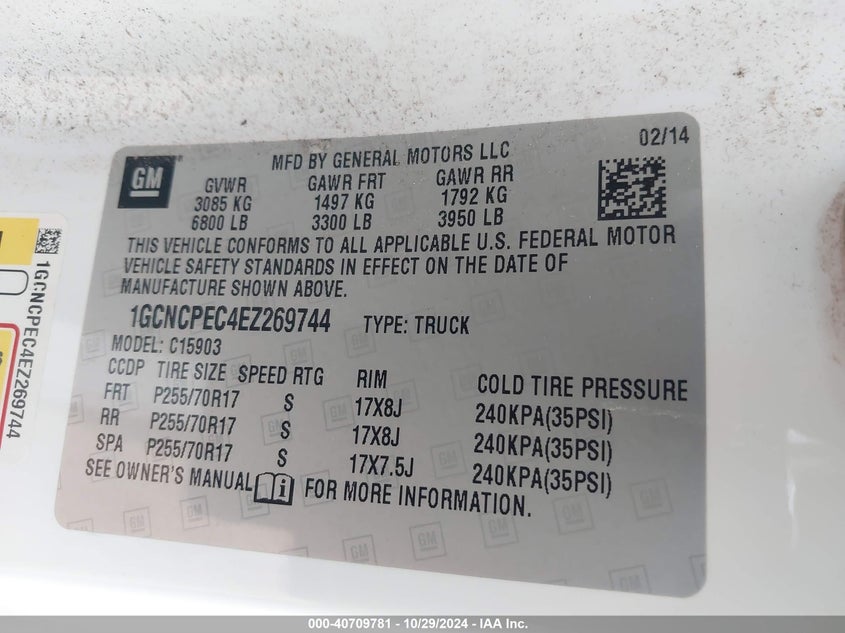 GM
MFD BY GENERAL MOTORS LLC
02/14
GVWR GAWR FRT GAWR RR
3085 KG 1497 KG 1792 KG
6800 LB 3300 LB 3950 LB
THIS VEHICLE CONFORMS TO ALL APPLICABLE U.S. FEDERAL MOTOR
VEHICLE SAFETY STANDARDS IN EFFECT ON THE DATE OF
MANUFACTURE SHOWN ABOVE.
1GCNCPEC4EZ269744 TYPE: TRUCK
MODEL: C15903
CCDP TIRE SIZE SPEED RTG RIM COLD TIRE PRESSURE
FRT P255/70R17 S 17X8J 240KPA(35PSI)
RR P255/70R17 S 17X8J 240KPA(35PSI)
SPA P255/70R17 S 17X7.5J 240KPA(35PSI)
SEE OWNER'S MANUAL i FOR MORE INFORMATION.
1GCNCPEC4EZ269744
000-40709781 - 10/29/2024 - IAA, Inc.